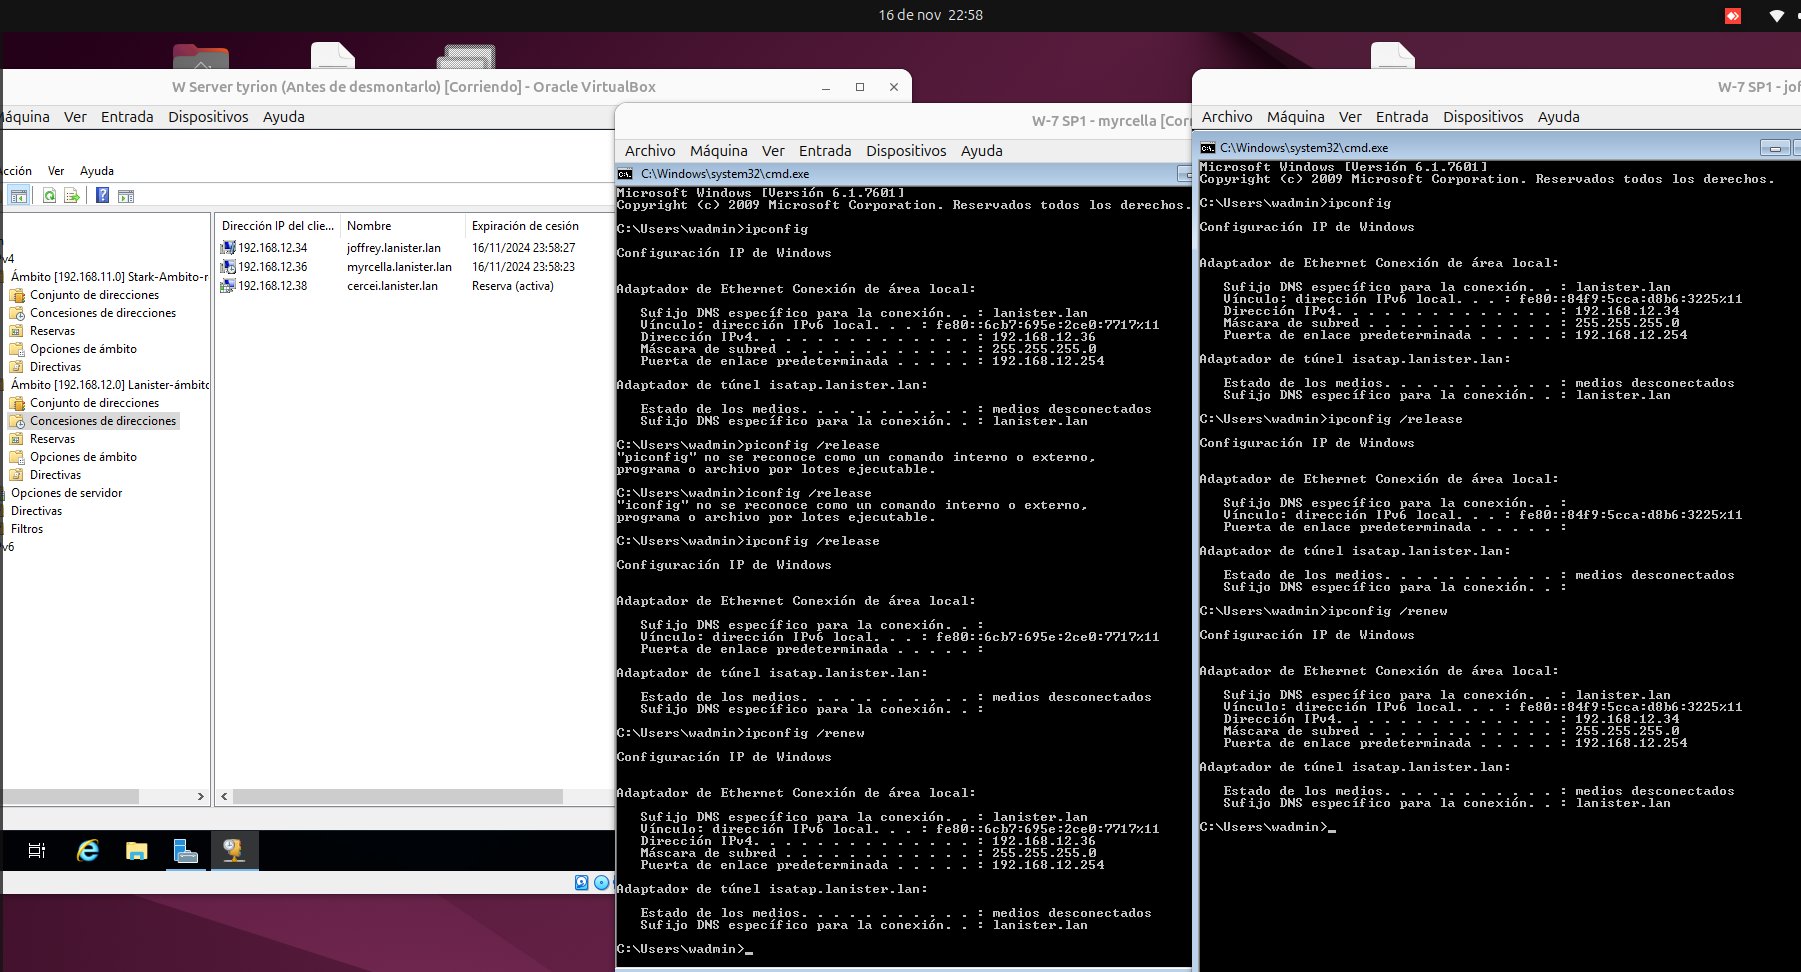 16 de nov 22:58
W Server tyrion (Antes de desmontarlo) [Corriendo] - Oracle VirtualBox
Máquina Ver Entrada Dispositivos Ayuda
cción Ver Ayuda
v4
Ámbito [192.168.11.0] Stark-Ambito-r
Conjunto de direcciones
Concesiones de direcciones
Reservas
Opciones de ámbito
Directivas
Ámbito [192.168.12.0] Lanister-ámbito
Conjunto de direcciones
Concesiones de direcciones
Reservas
Opciones de ámbito
Directivas
Opciones de servidor
Directivas
Filtros
v6
Dirección IP del clie... Nombre Expiración de cesión
192.168.12.34 joffrey.lanister.lan 16/11/2024 23:58:27
192.168.12.36 myrcella.lanister.lan 16/11/2024 23:58:23
192.168.12.38 cercei.lanister.lan Reserva (activa)
W-7 SP1 - myrcella [Corri
Archivo Máquina Ver Entrada Dispositivos Ayuda
C:\Windows\system32\cmd.exe
Microsoft Windows [Versión 6.1.7601]
Copyright (c) 2009 Microsoft Corporation. Reservados todos los derechos.
C:\Users\wadmin>ipconfig
Configuración IP de Windows
Adaptador de Ethernet Conexión de área local:
Sufijo DNS específico para la conexión. . : lanister.lan
Vínculo: dirección IPv6 local. . . : fe80::6cb7:695e:2ce0:7717%11
Dirección IPv4. . . . . . . . . . . . . . : 192.168.12.36
Máscara de subred . . . . . . . . . . . . : 255.255.255.0
Puerta de enlace predeterminada . . . . . : 192.168.12.254
Adaptador de túnel isatap.lanister.lan:
Estado de los medios. . . . . . . . . . . : medios desconectados
Sufijo DNS específico para la conexión. . : lanister.lan
C:\Users\wadmin>piconfig /release
"piconfig" no se reconoce como un comando interno o externo,
programa o archivo por lotes ejecutable.
C:\Users\wadmin>iconfig /release
"iconfig" no se reconoce como un comando interno o externo,
programa o archivo por lotes ejecutable.
C:\Users\wadmin>ipconfig /release
Configuración IP de Windows
Adaptador de Ethernet Conexión de área local:
Sufijo DNS específico para la conexión. . :
Vínculo: dirección IPv6 local. . . : fe80::6cb7:695e:2ce0:7717%11
Puerta de enlace predeterminada . . . . . :
Adaptador de túnel isatap.lanister.lan:
Estado de los medios. . . . . . . . . . . : medios desconectados
Sufijo DNS específico para la conexión. . :
C:\Users\wadmin>ipconfig /renew
Configuración IP de Windows
Adaptador de Ethernet Conexión de área local:
Sufijo DNS específico para la conexión. . : lanister.lan
Vínculo: dirección IPv6 local. . . : fe80::6cb7:695e:2ce0:7717%11
Dirección IPv4. . . . . . . . . . . . . . : 192.168.12.36
Máscara de subred . . . . . . . . . . . . : 255.255.255.0
Puerta de enlace predeterminada . . . . . : 192.168.12.254
Adaptador de túnel isatap.lanister.lan:
Estado de los medios. . . . . . . . . . . : medios desconectados
Sufijo DNS específico para la conexión. . : lanister.lan
C:\Users\wadmin>_
W-7 SP1 - jof
Archivo Máquina Ver Entrada Dispositivos Ayuda
C:\Windows\system32\cmd.exe
Microsoft Windows [Versión 6.1.7601]
Copyright (c) 2009 Microsoft Corporation. Reservados todos los derechos.
C:\Users\wadmin>ipconfig
Configuración IP de Windows
Adaptador de Ethernet Conexión de área local:
Sufijo DNS específico para la conexión. . : lanister.lan
Vínculo: dirección IPv6 local. . . : fe80::84f9:5cca:d8b6:3225%11
Dirección IPv4. . . . . . . . . . . . . . : 192.168.12.34
Máscara de subred . . . . . . . . . . . . : 255.255.255.0
Puerta de enlace predeterminada . . . . . : 192.168.12.254
Adaptador de túnel isatap.lanister.lan:
Estado de los medios. . . . . . . . . . . : medios desconectados
Sufijo DNS específico para la conexión. . : lanister.lan
C:\Users\wadmin>ipconfig /release
Configuración IP de Windows
Adaptador de Ethernet Conexión de área local:
Sufijo DNS específico para la conexión. . :
Vínculo: dirección IPv6 local. . . : fe80::84f9:5cca:d8b6:3225%11
Puerta de enlace predeterminada . . . . . :
Adaptador de túnel isatap.lanister.lan:
Estado de los medios. . . . . . . . . . . : medios desconectados
Sufijo DNS específico para la conexión. . :
C:\Users\wadmin>ipconfig /renew
Configuración IP de Windows
Adaptador de Ethernet Conexión de área local:
Sufijo DNS específico para la conexión. . : lanister.lan
Vínculo: dirección IPv6 local. . . : fe80::84f9:5cca:d8b6:3225%11
Dirección IPv4. . . . . . . . . . . . . . : 192.168.12.34
Máscara de subred . . . . . . . . . . . . : 255.255.255.0
Puerta de enlace predeterminada . . . . . : 192.168.12.254
Adaptador de túnel isatap.lanister.lan:
Estado de los medios. . . . . . . . . . . : medios desconectados
Sufijo DNS específico para la conexión. . : lanister.lan
C:\Users\wadmin>_